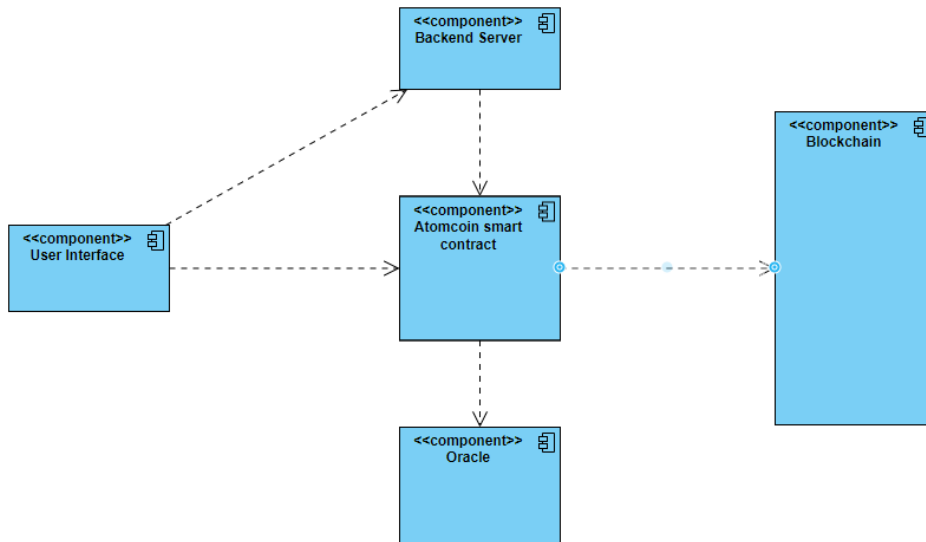 <<component>>
Backend Server
<<component>>
Blockchain
<<component>>
Atomcoin smart
contract
<<component>>
User Interface
<<component>>
Oracle